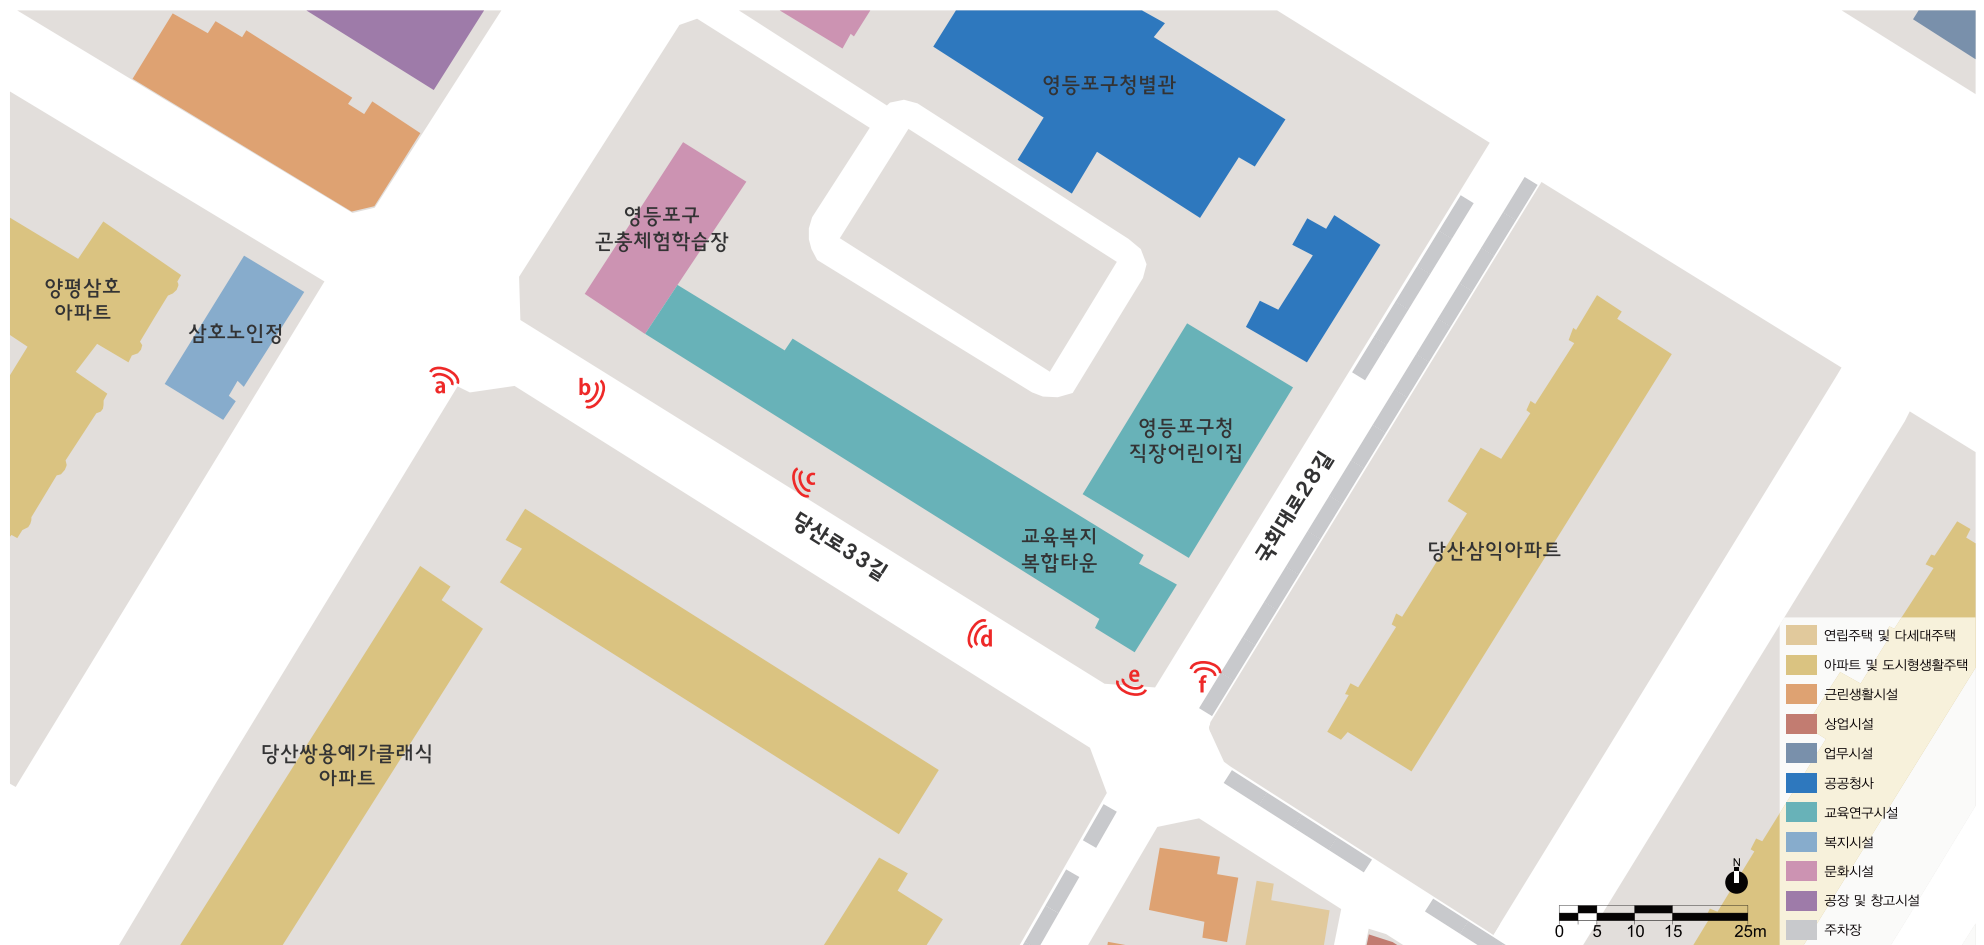 영등포구청별관
영등포구
곤충체험학습장
양평삼호
아파트
삼호노인정
a
b
c
d
e
f
영등포구청
직장어린이집
국회대로28길
당산로33길
교육복지
복합타운
당산삼익아파트
당산쌍용예가클래식
아파트
연립주택 및 다세대주택
아파트 및 도시형생활주택
근린생활시설
상업시설
업무시설
공공청사
교육연구시설
복지시설
문화시설
공장 및 창고시설
주차장
N
0 5 10 15 25m